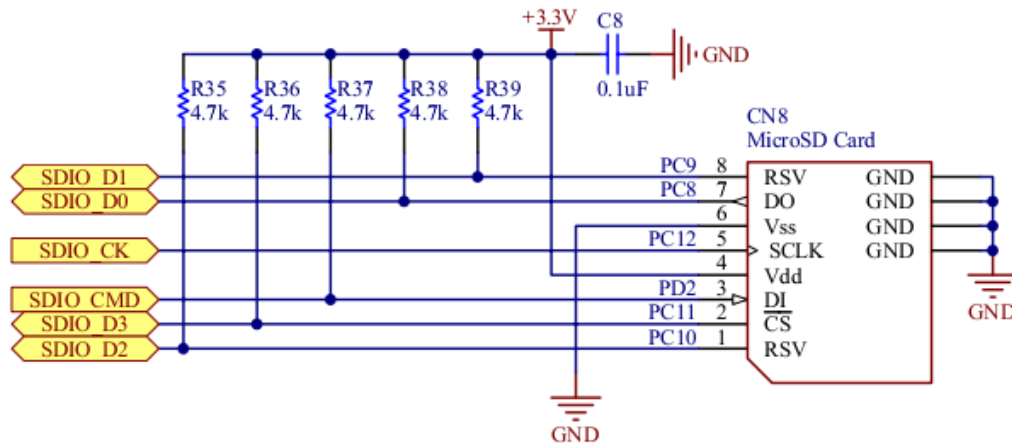 +3.3V
C8
GND
0.1uF
R35
4.7k
R36
4.7k
R37
4.7k
R38
4.7k
R39
4.7k
CN8
MicroSD Card
SDIO_D1 PC9 8 RSV GND
SDIO_D0 PC8 7 DO GND
6 Vss GND
SDIO_CK PC12 5 SCLK GND
4 Vdd
SDIO_CMD PD2 3 DI
SDIO_D3 PC11 2 CS
SDIO_D2 PC10 1 RSV
GND
GND